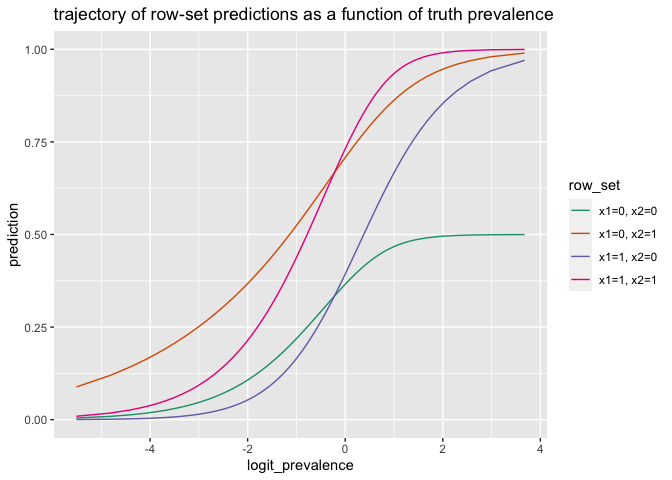 trajectory of row-set predictions as a function of truth prevalence
1.00
0.75
0.50
0.25
0.00
prediction
-4
-2
0
2
4
logit_prevalence
row_set
x1=0, x2=0
x1=0, x2=1
x1=1, x2=0
x1=1, x2=1